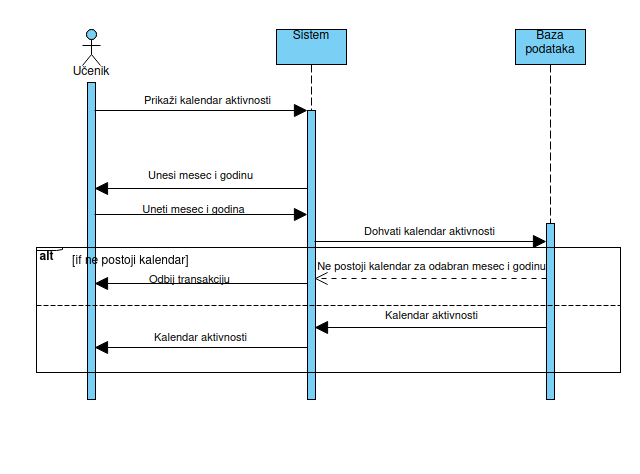 Učenik
Sistem
Baza
podataka
Prikaži kalendar aktivnosti
Unesi mesec i godinu
Uneti mesec i godina
Dohvati kalendar aktivnosti
alt
[if ne postoji kalendar]
Ne postoji kalendar za odabran mesec i godinu
Odbij transakciju
Kalendar aktivnosti
Kalendar aktivnosti